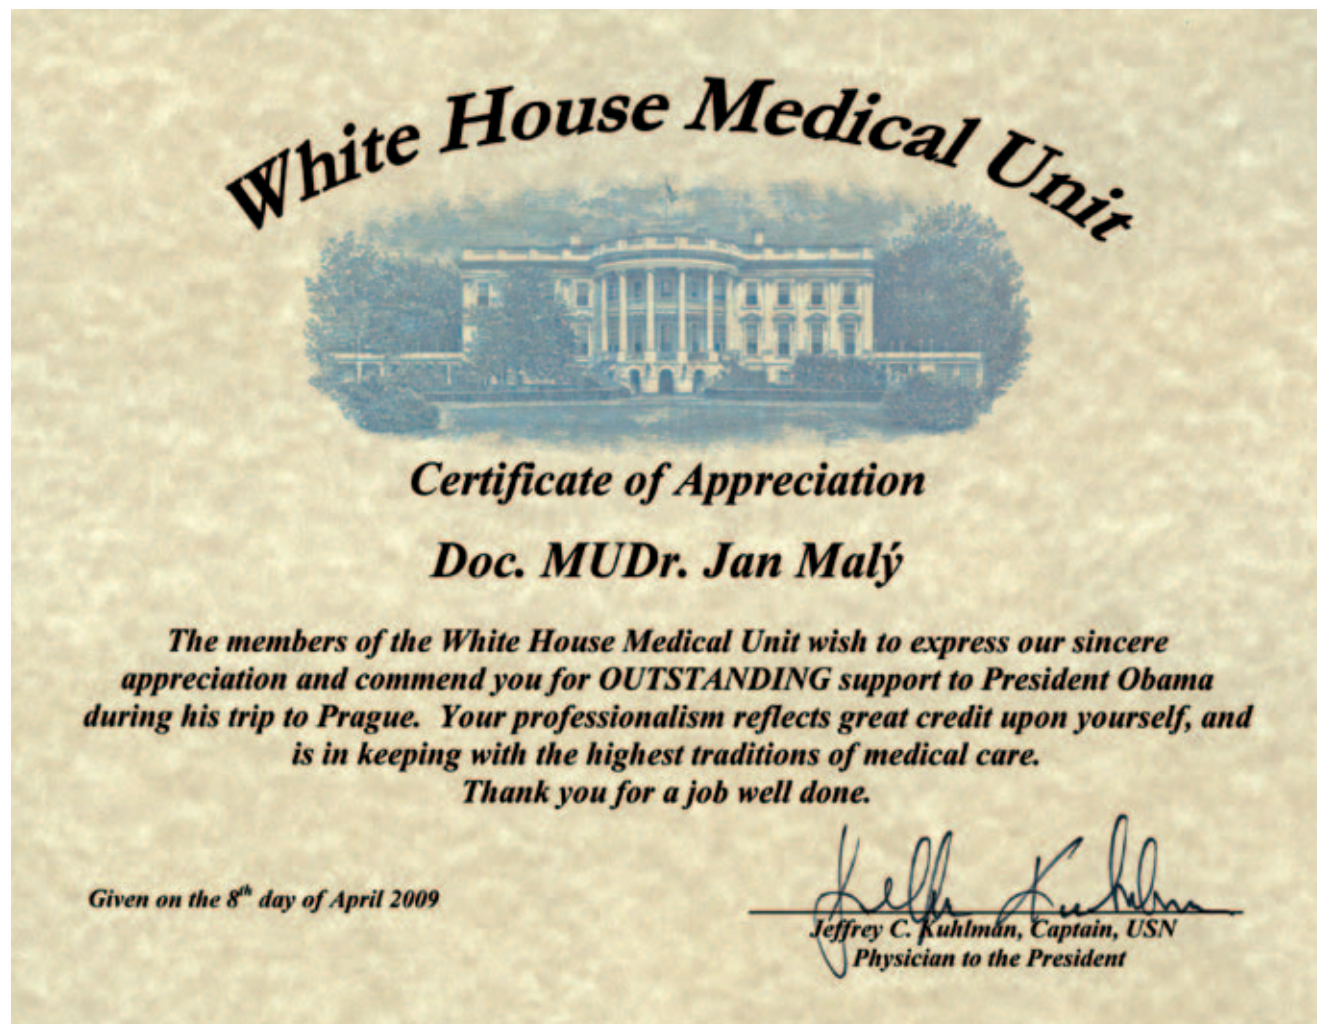 White House Medical Unit
Certificate of Appreciation
Doc. MUDr. Jan Malý
The members of the White House Medical Unit wish to express our sincere
appreciation and commend you for OUTSTANDING support to President Obama
during his trip to Prague. Your professionalism reflects great credit upon yourself, and
is in keeping with the highest traditions of medical care.
Thank you for a job well done.
Given on the 8th day of April 2009
Jeffrey C. Kuhlman, Captain, USN
Physician to the President